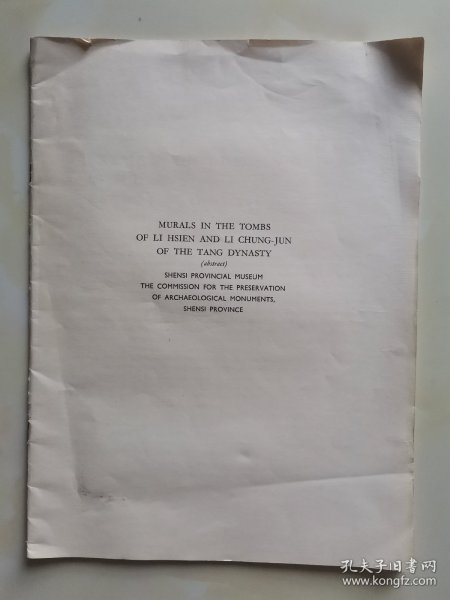 MURALS IN THE TOMBS
OF LI HSIEN AND LI CHUNG-JUN
OF THE TANG DYNASTY
(abstract)
SHENSI PROVINCIAL MUSEUM
THE COMMISSION FOR THE PRESERVATION
OF ARCHAEOLOGICAL MONUMENTS,
SHENSI PROVINCE
孔夫子旧书网
www.kongfz.com